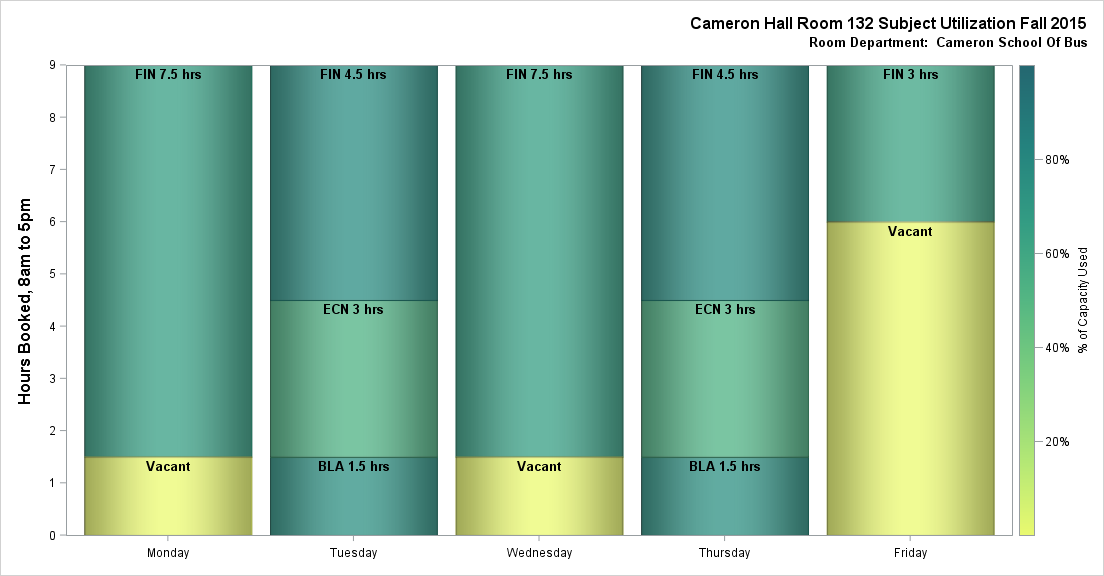 Cameron Hall Room 132 Subject Utilization Fall 2015
Room Department:  Cameron School Of Bus
Hours Booked, 8am to 5pm
9
8
7
6
5
4
3
2
1
0
FIN 7.5 hrs
Vacant
FIN 4.5 hrs
ECN 3 hrs
BLA 1.5 hrs
FIN 7.5 hrs
Vacant
FIN 4.5 hrs
ECN 3 hrs
BLA 1.5 hrs
FIN 3 hrs
Vacant
Monday
Tuesday
Wednesday
Thursday
Friday
80%
60%
40%
20%
% of Capacity Used